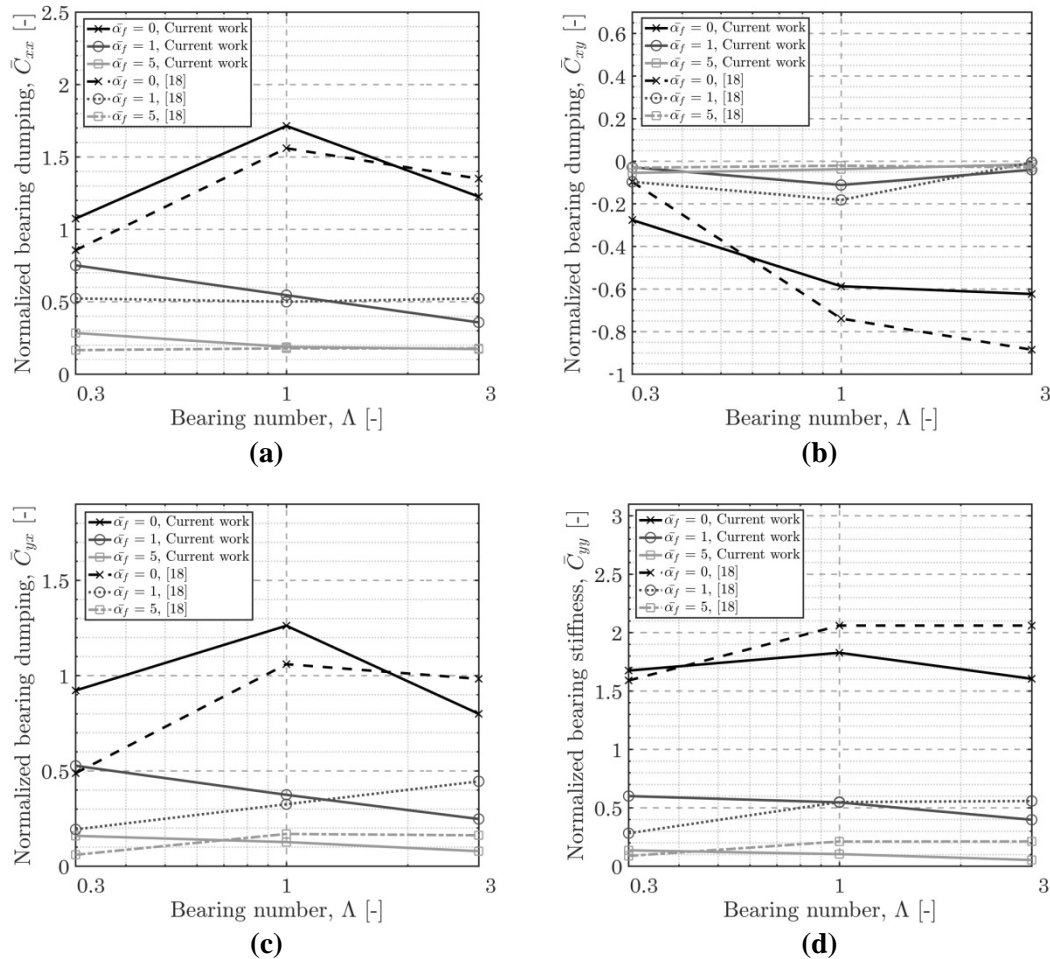 Normalized bearing dumping, C̄xx [-]
2.5
2
1.5
1
0.5
0
ᾱf = 0, Current work
ᾱf = 1, Current work
ᾱf = 5, Current work
ᾱf = 0, [18]
ᾱf = 1, [18]
ᾱf = 5, [18]
0.3 1 3
Bearing number, Λ [-]
(a)
Normalized bearing dumping, C̄xy [-]
0.6
0.4
0.2
0
-0.2
-0.4
-0.6
-0.8
-1
ᾱf = 0, Current work
ᾱf = 1, Current work
ᾱf = 5, Current work
ᾱf = 0, [18]
ᾱf = 1, [18]
ᾱf = 5, [18]
0.3 1 3
Bearing number, Λ [-]
(b)
Normalized bearing dumping, C̄yx [-]
1.5
1
0.5
0
ᾱf = 0, Current work
ᾱf = 1, Current work
ᾱf = 5, Current work
ᾱf = 0, [18]
ᾱf = 1, [18]
ᾱf = 5, [18]
0.3 1 3
Bearing number, Λ [-]
(c)
Normalized bearing stiffness, C̄yy [-]
3
2.5
2
1.5
1
0.5
0
ᾱf = 0, Current work
ᾱf = 1, Current work
ᾱf = 5, Current work
ᾱf = 0, [18]
ᾱf = 1, [18]
ᾱf = 5, [18]
0.3 1 3
Bearing number, Λ [-]
(d)